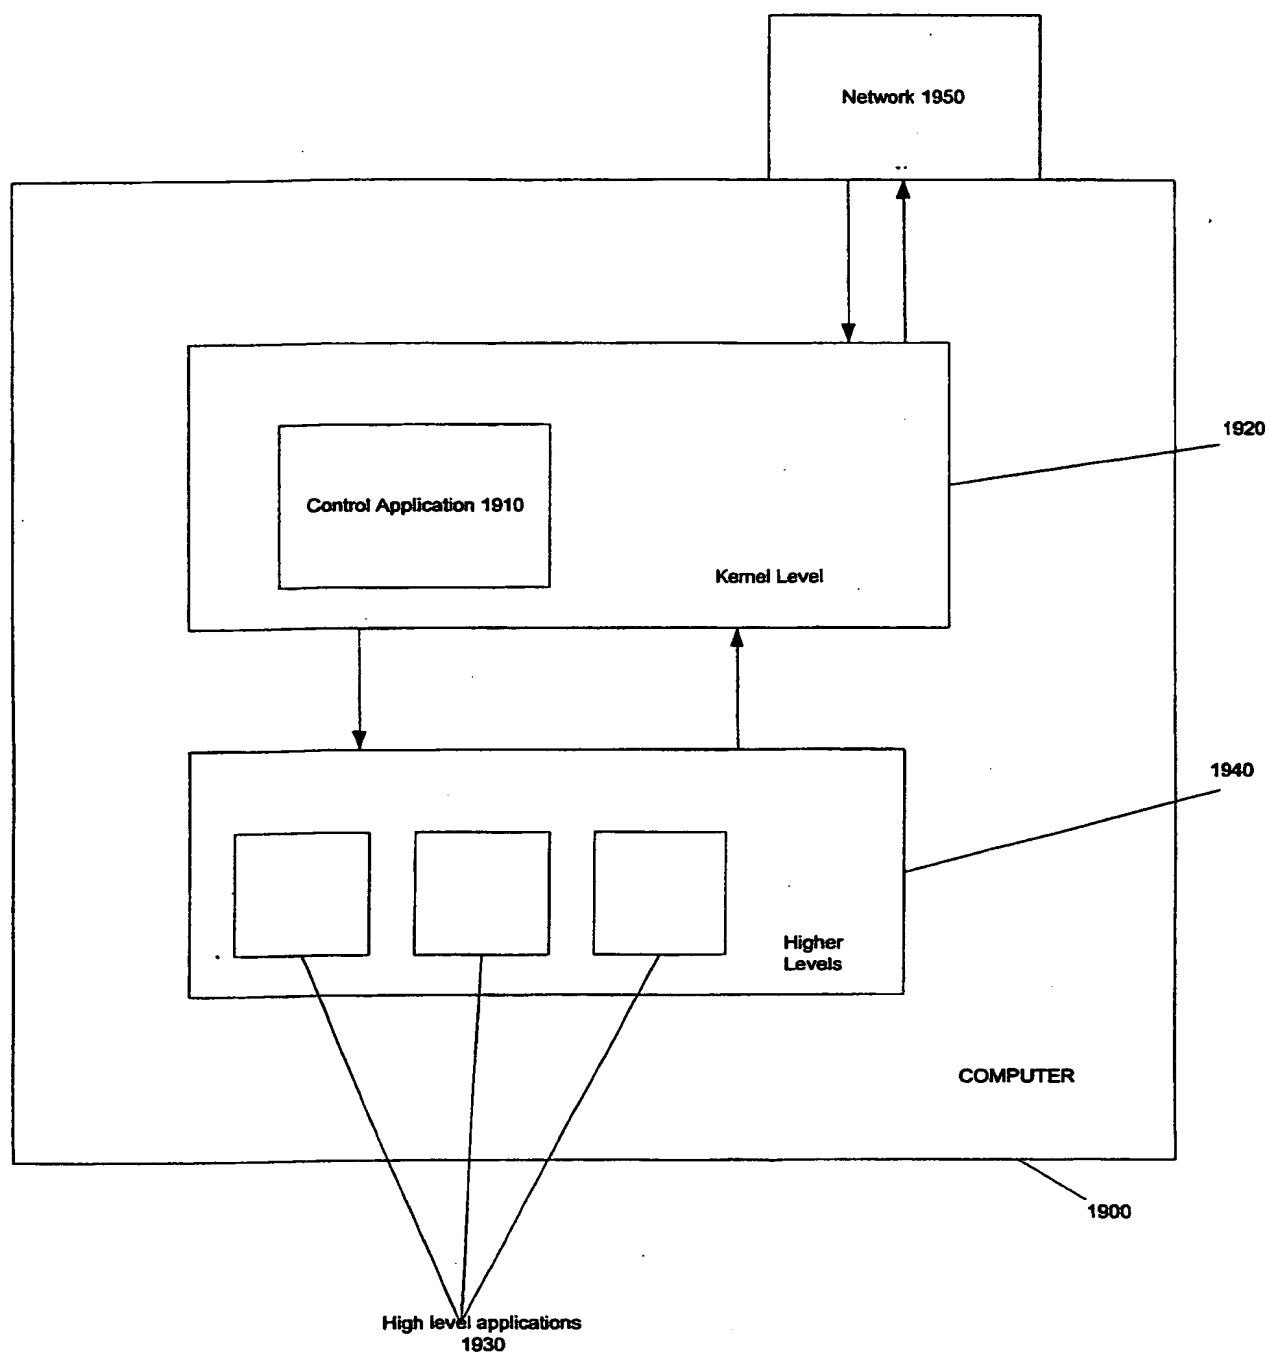 Network 1950
1920
Control Application 1910
Kernel Level
1940
Higher
Levels
COMPUTER
1900
High level applications
1930